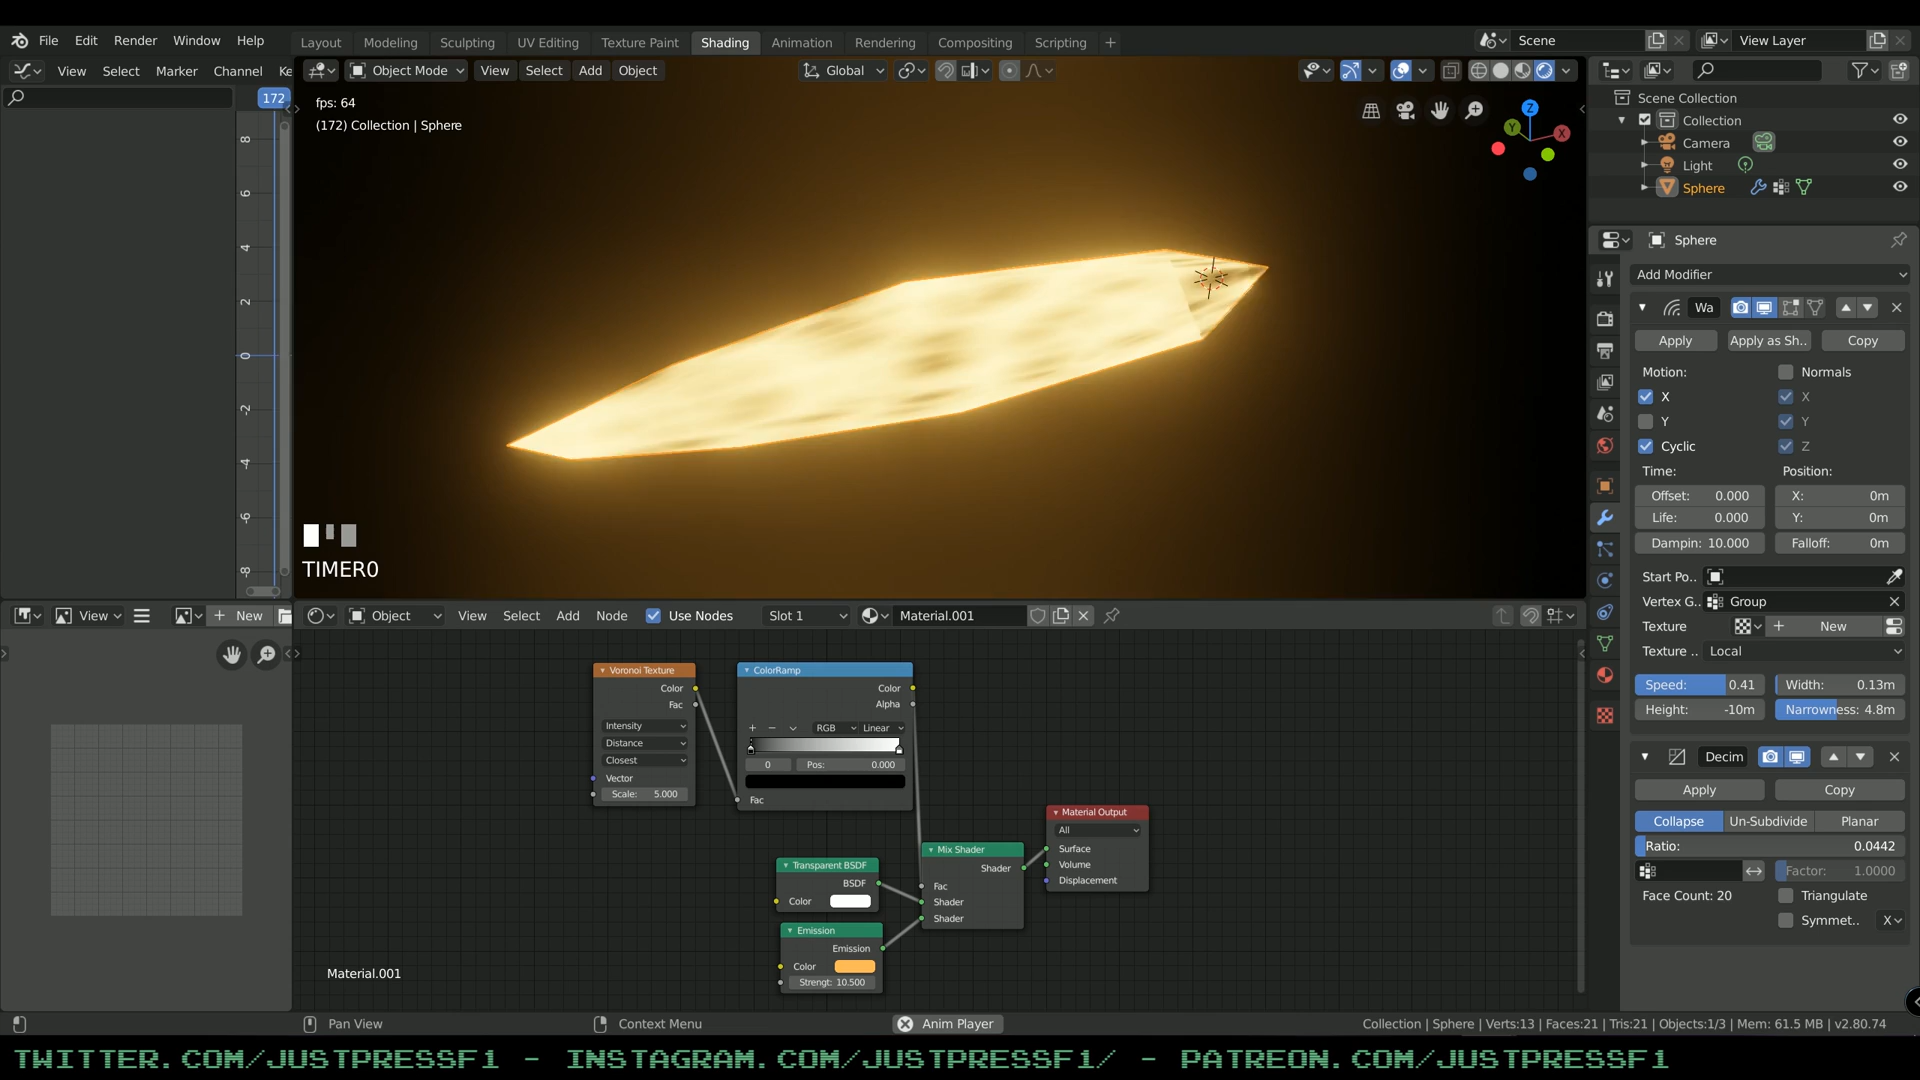 File Edit Render Window Help
Layout Modeling Sculpting UV Editing Texture Paint Shading Animation Rendering Compositing Scripting +
Scene
View Layer
View Select Marker Channel Ke
Object Mode View Select Add Object
Global
172
8
6
4
2
0
-2
-4
-6
-8
fps: 64
(172) Collection | Sphere
Z
Y
X
TIMER0
Scene Collection
Collection
Camera
Light
Sphere
Sphere
Add Modifier
Wa
Apply Apply as Sh.. Copy
Motion: Normals
X X
Y Y
Cyclic Z
Time: Position:
Offset: 0.000 X: 0m
Life: 0.000 Y: 0m
Dampin: 10.000 Falloff: 0m
Start Po..
Vertex G.. Group
Texture + New
Texture .. Local
Speed: 0.41 Width: 0.13m
Height: -10m Narrowness: 4.8m
Decim
Apply Copy
Collapse Un-Subdivide Planar
Ratio: 0.0442
Factor: 1.0000
Face Count: 20 Triangulate
Symmet.. X
View + New
Object View Select Add Node Use Nodes Slot 1 Material.001
Voronoi Texture
Color
Fac
Intensity
Distance
Closest
Vector
Scale: 5.000
ColorRamp
Color
Alpha
+ − RGB Linear
0 Pos: 0.000
Fac
Transparent BSDF
BSDF
Color
Emission
Emission
Color
Strengt: 10.500
Mix Shader
Shader
Fac
Shader
Shader
Material Output
All
Surface
Volume
Displacement
Material.001
Pan View Context Menu Anim Player
Collection | Sphere | Verts:13 | Faces:21 | Tris:21 | Objects:1/3 | Mem: 61.5 MB | v2.80.74
TWITTER.COM/JUSTPRESSF1 - INSTAGRAM.COM/JUSTPRESSF1/ - PATREON.COM/JUSTPRESSF1